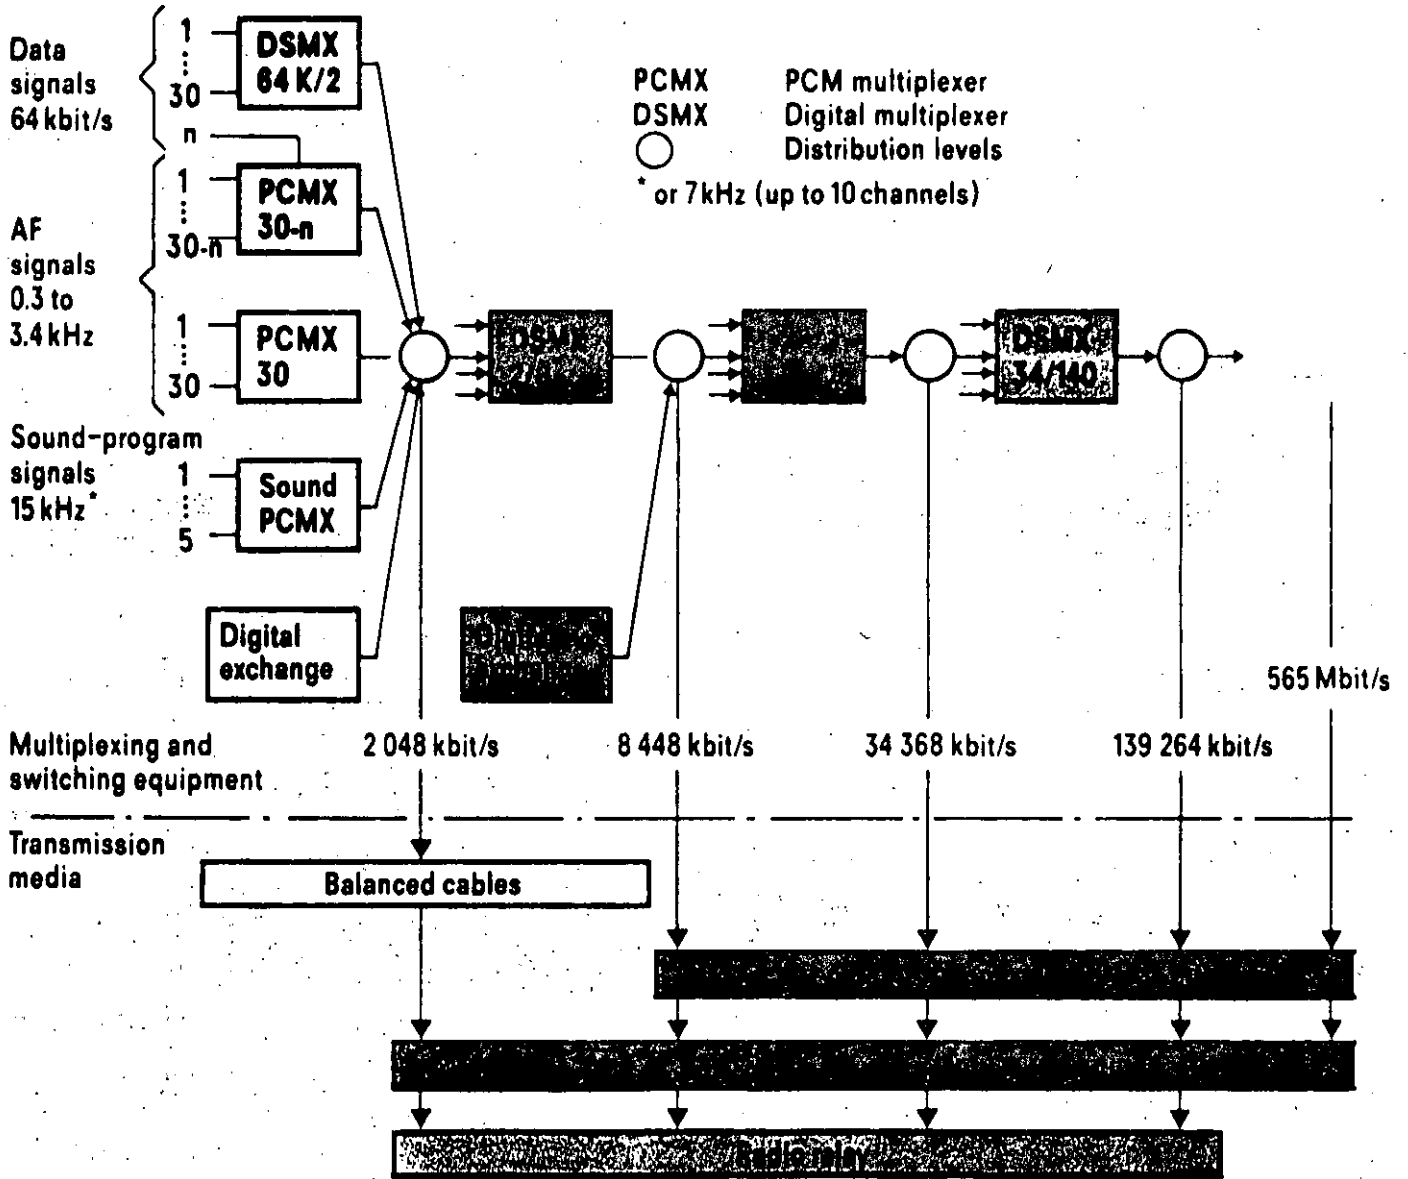 Data
signals
64 kbit/s
1
30
n
DSMX
64 K/2
PCMX PCM multiplexer
DSMX Digital multiplexer
Distribution levels
* or 7 kHz (up to 10 channels)
AF
signals
0.3 to
3.4 kHz
1
30-n
PCMX
30-n
1
30
PCMX
30
DSMX
DSMX
34/140
Sound-program
signals
15 kHz*
1
5
Sound
PCMX
Digital
exchange
565 Mbit/s
Multiplexing and
switching equipment
2 048 kbit/s
8 448 kbit/s
34 368 kbit/s
139 264 kbit/s
Transmission
media
Balanced cables
Radio relay